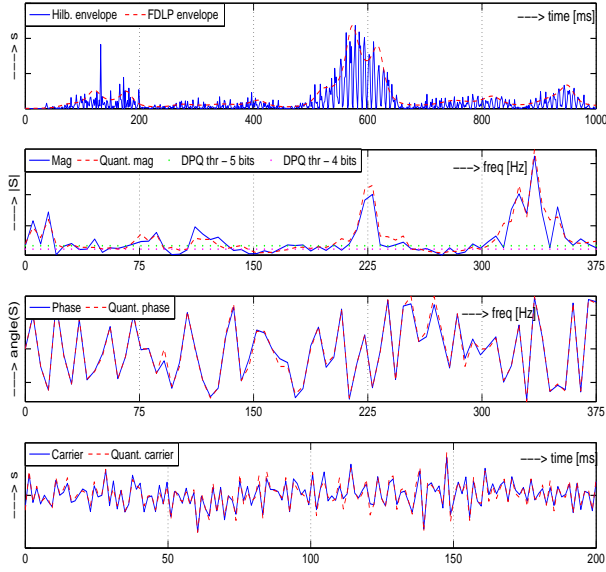 Hilb. envelope FDLP envelope
−−−> time [ms]
−−−> s
0 200 400 600 800 1000
Mag Quant. mag DPQ thr − 5 bits DPQ thr − 4 bits
−−−> freq [Hz]
−−−> |S|
0 75 150 225 300 375
Phase Quant. phase
−−−> freq [Hz]
−−−> angle(S)
0 75 150 225 300 375
Carrier Quant. carrier
−−−> time [ms]
−−−> s
0 50 100 150 200